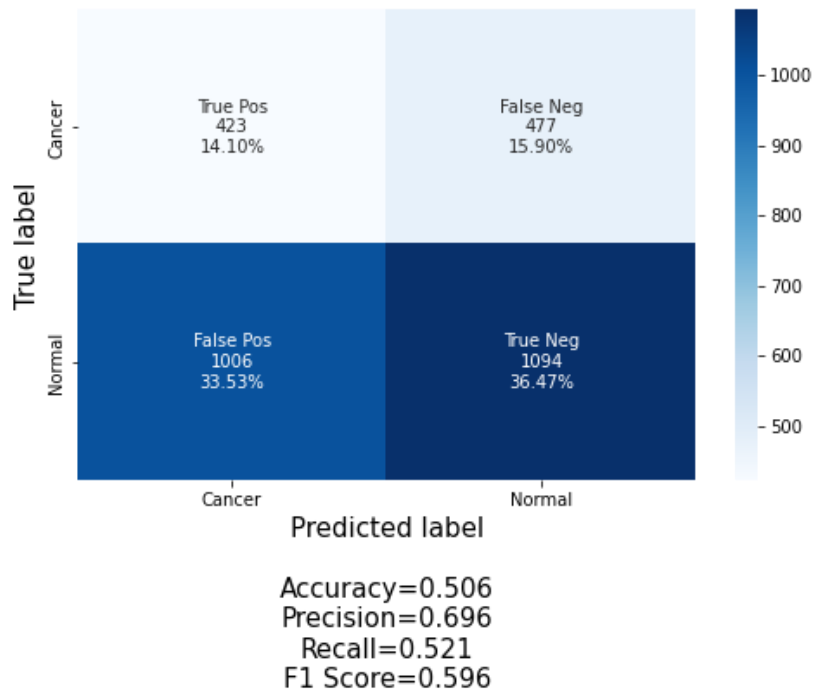 True label
Cancer
Normal
True Pos
423
14.10%
False Neg
477
15.90%
False Pos
1006
33.53%
True Neg
1094
36.47%
Cancer
Normal
Predicted label
1000
900
800
700
600
500
Accuracy=0.506
Precision=0.696
Recall=0.521
F1 Score=0.596